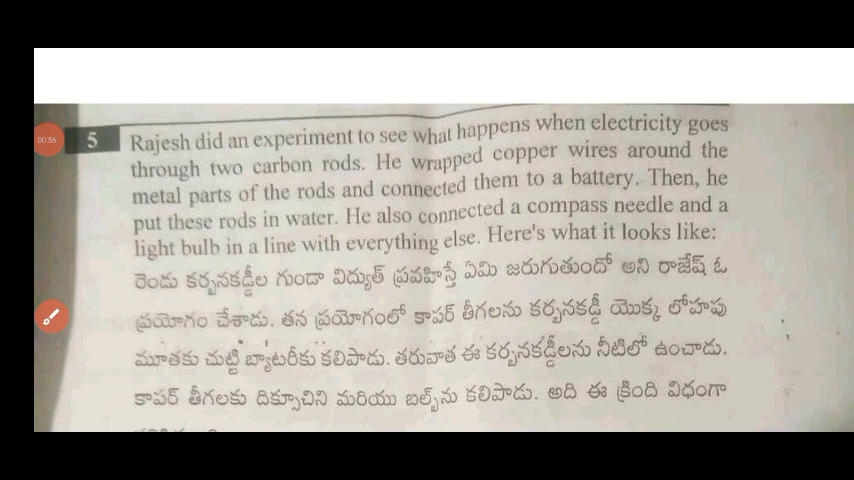 00:56
5
Rajesh did an experiment to see what happens when electricity goes
through two carbon rods. He wrapped copper wires around the
metal parts of the rods and connected them to a battery. Then, he
put these rods in water. He also connected a compass needle and a
light bulb in a line with everything else. Here's what it looks like:
రెండు కర్బనకడ్డీల గుండా విద్యుత్ ప్రవహిస్తే ఏమి జరుగుతుందో అని రాజేష్ ఓ
ప్రయోగం చేశాడు. తన ప్రయోగంలో కాపర్ తీగలను కర్బనకడ్డీ యొక్క లోహపు
మూతకు చుట్టి బ్యాటరీకు కలిపాడు. తరువాత ఈ కర్బనకడ్డీలను నీటిలో ఉంచాడు.
కాపర్ తీగలకు దిక్సూచిని మరియు బల్బ్‌ను కలిపాడు. అది ఈ క్రింది విధంగా